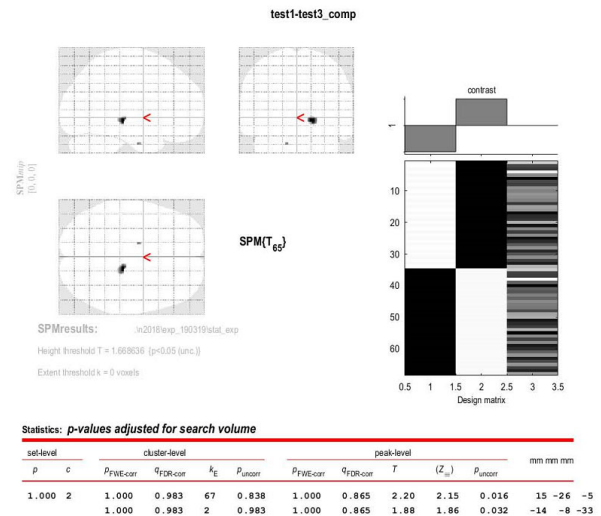 test1-test3_comp
SPMmip
[0, 0, 0]
<
<
<
SPM{T65}
contrast
1
10
20
30
40
50
60
0.5 1 1.5 2 2.5 3 3.5
Design matrix
SPMresults: .\n2018\exp_190319\stat_exp
Height threshold T = 1.668636 {p<0.05 (unc.)}
Extent threshold k = 0 voxels
Statistics: p-values adjusted for search volume
set-level cluster-level peak-level mm mm mm
p c pFWE-corr qFDR-corr kE puncorr pFWE-corr qFDR-corr T (Z≡) puncorr
1.000 2 1.000 0.983 67 0.838 1.000 0.865 2.20 2.15 0.016 15 -26 -5
1.000 0.983 2 0.983 1.000 0.865 1.88 1.86 0.032 -14 -8 -33